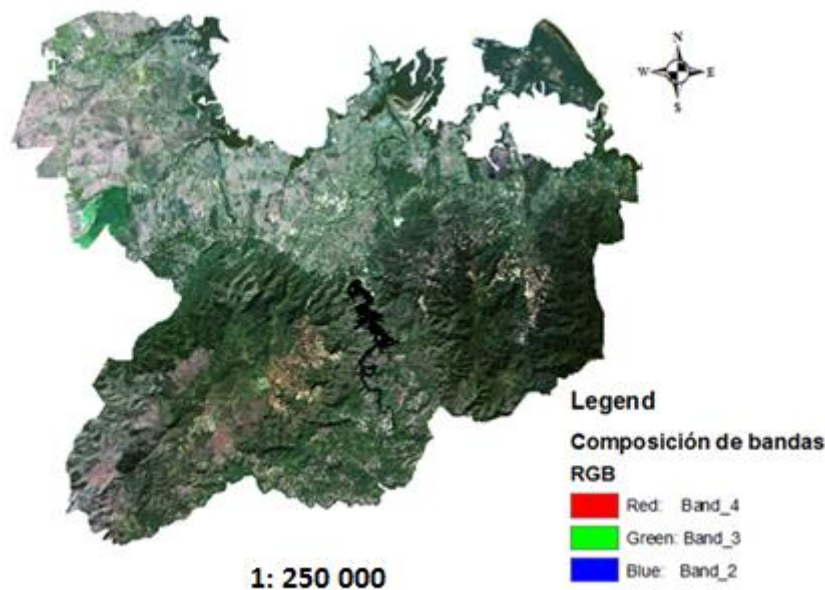 N
W E
S
Legend
Composición de bandas
RGB
Red: Band_4
Green: Band_3
Blue: Band_2
1: 250 000